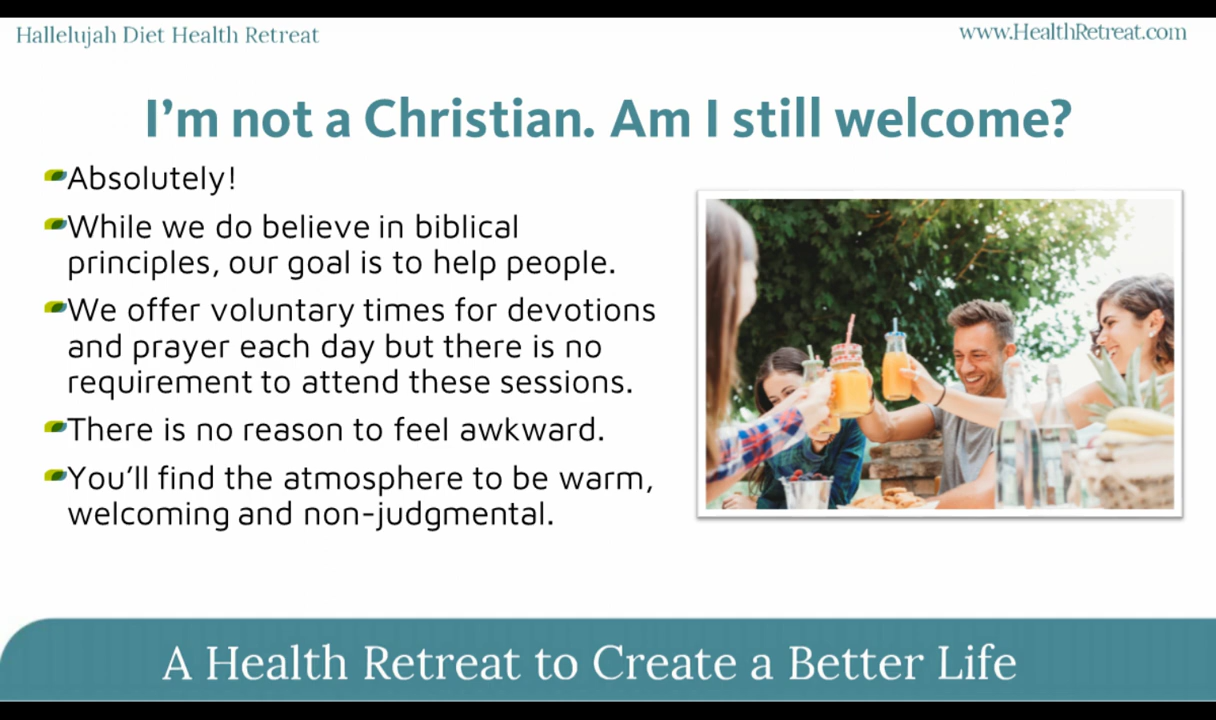 Hallelujah Diet Health Retreat
www.HealthRetreat.com
I'm not a Christian. Am I still welcome?
Absolutely!
While we do believe in biblical
principles, our goal is to help people.
We offer voluntary times for devotions
and prayer each day but there is no
requirement to attend these sessions.
There is no reason to feel awkward.
You'll find the atmosphere to be warm,
welcoming and non-judgmental.
A Health Retreat to Create a Better Life